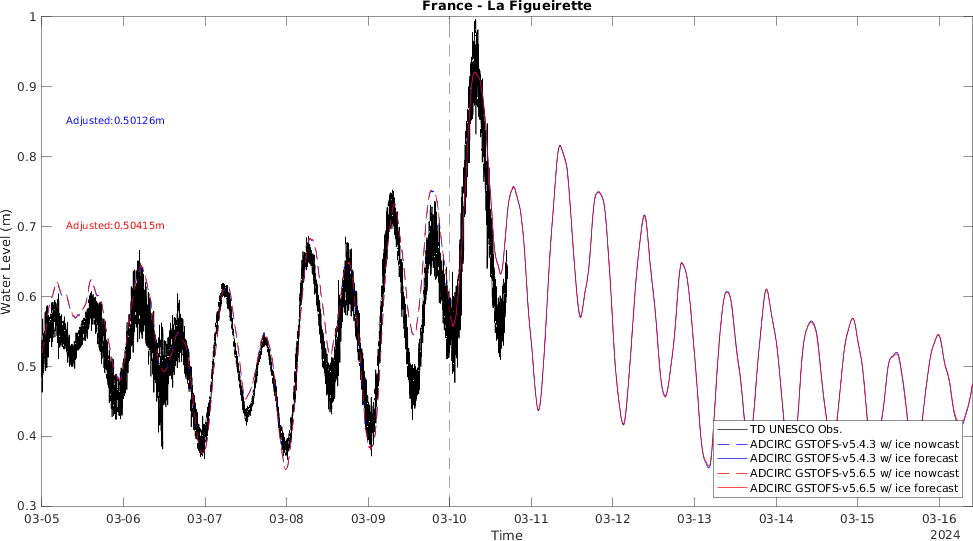 France - La Figueirette
1
0.9
0.8
0.7
0.6
0.5
0.4
0.3
Water Level (m)
Adjusted:0.50126m
Adjusted:0.50415m
TD UNESCO Obs.
ADCIRC GSTOFS-v5.4.3 w/ ice nowcast
ADCIRC GSTOFS-v5.4.3 w/ ice forecast
ADCIRC GSTOFS-v5.6.5 w/ ice nowcast
ADCIRC GSTOFS-v5.6.5 w/ ice forecast
03-05 03-06 03-07 03-08 03-09 03-10 03-11 03-12 03-13 03-14 03-15 03-16
Time
2024